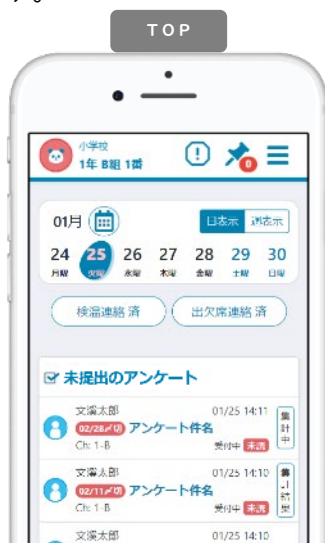 TOP
小学校
1年 B組 1番
0
01月
日表示 週表示
24 25 26 27 28 29 30
月曜 火曜 水曜 木曜 金曜 土曜 日曜
検温連絡 済 出欠席連絡 済
未提出のアンケート
文溪太郎 01/25 14:11
02/28〆切 アンケート件名
Ch: 1-B 受付中 未読
集計中
文溪太郎 01/25 14:10
02/11〆切 アンケート件名
Ch: 1-B 受付中 未読
集計結果
文溪太郎 01/25 14:10